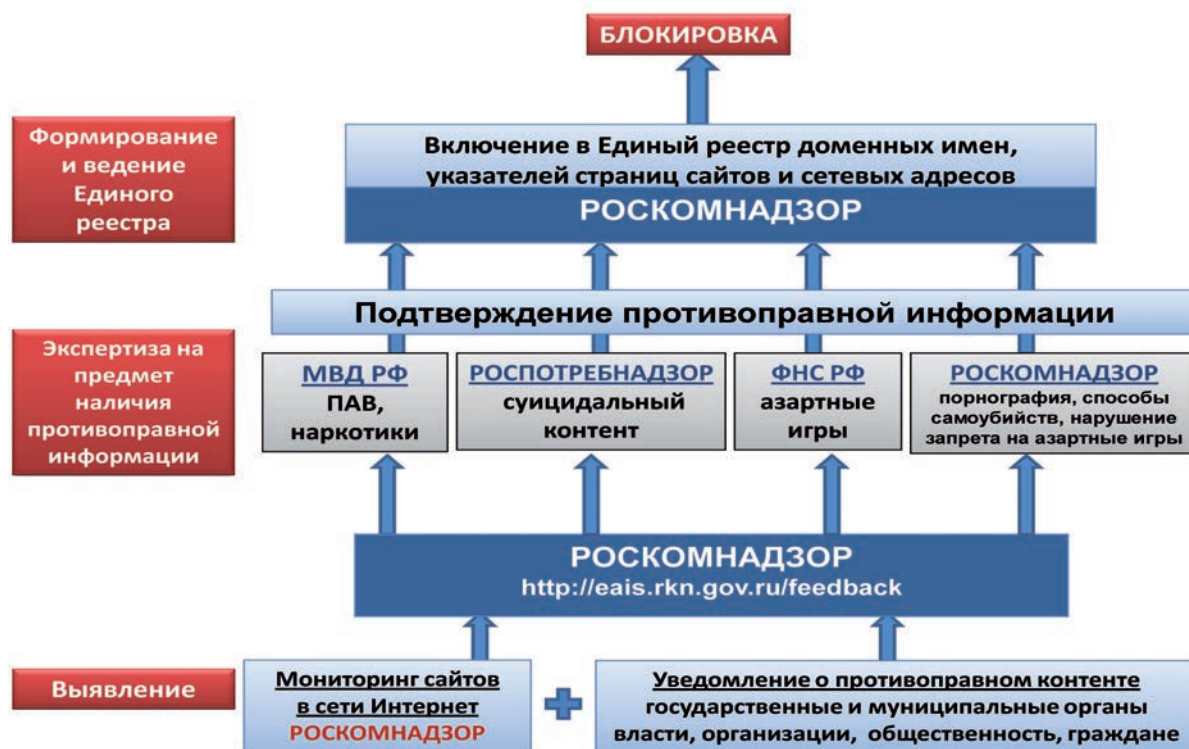 БЛОКИРОВКА
Формирование
и ведение
Единого
реестра
Включение в Единый реестр доменных имен,
указателей страниц сайтов и сетевых адресов
РОСКОМНАДЗОР
Подтверждение противоправной информации
Экспертиза на
предмет
наличия
противоправной
информации
МВД РФ
ПАВ,
наркотики
РОСПОТРЕБНАДЗОР
суицидальный
контент
ФНС РФ
азартные
игры
РОСКОМНАДЗОР
порнография, способы
самоубийств, нарушение
запрета на азартные игры
РОСКОМНАДЗОР
http://eais.rkn.gov.ru/feedback
Выявление
Мониторинг сайтов
в сети Интернет
РОСКОМНАДЗОР
Уведомление о противоправном контенте
государственные и муниципальные органы
власти, организации, общественность, граждане